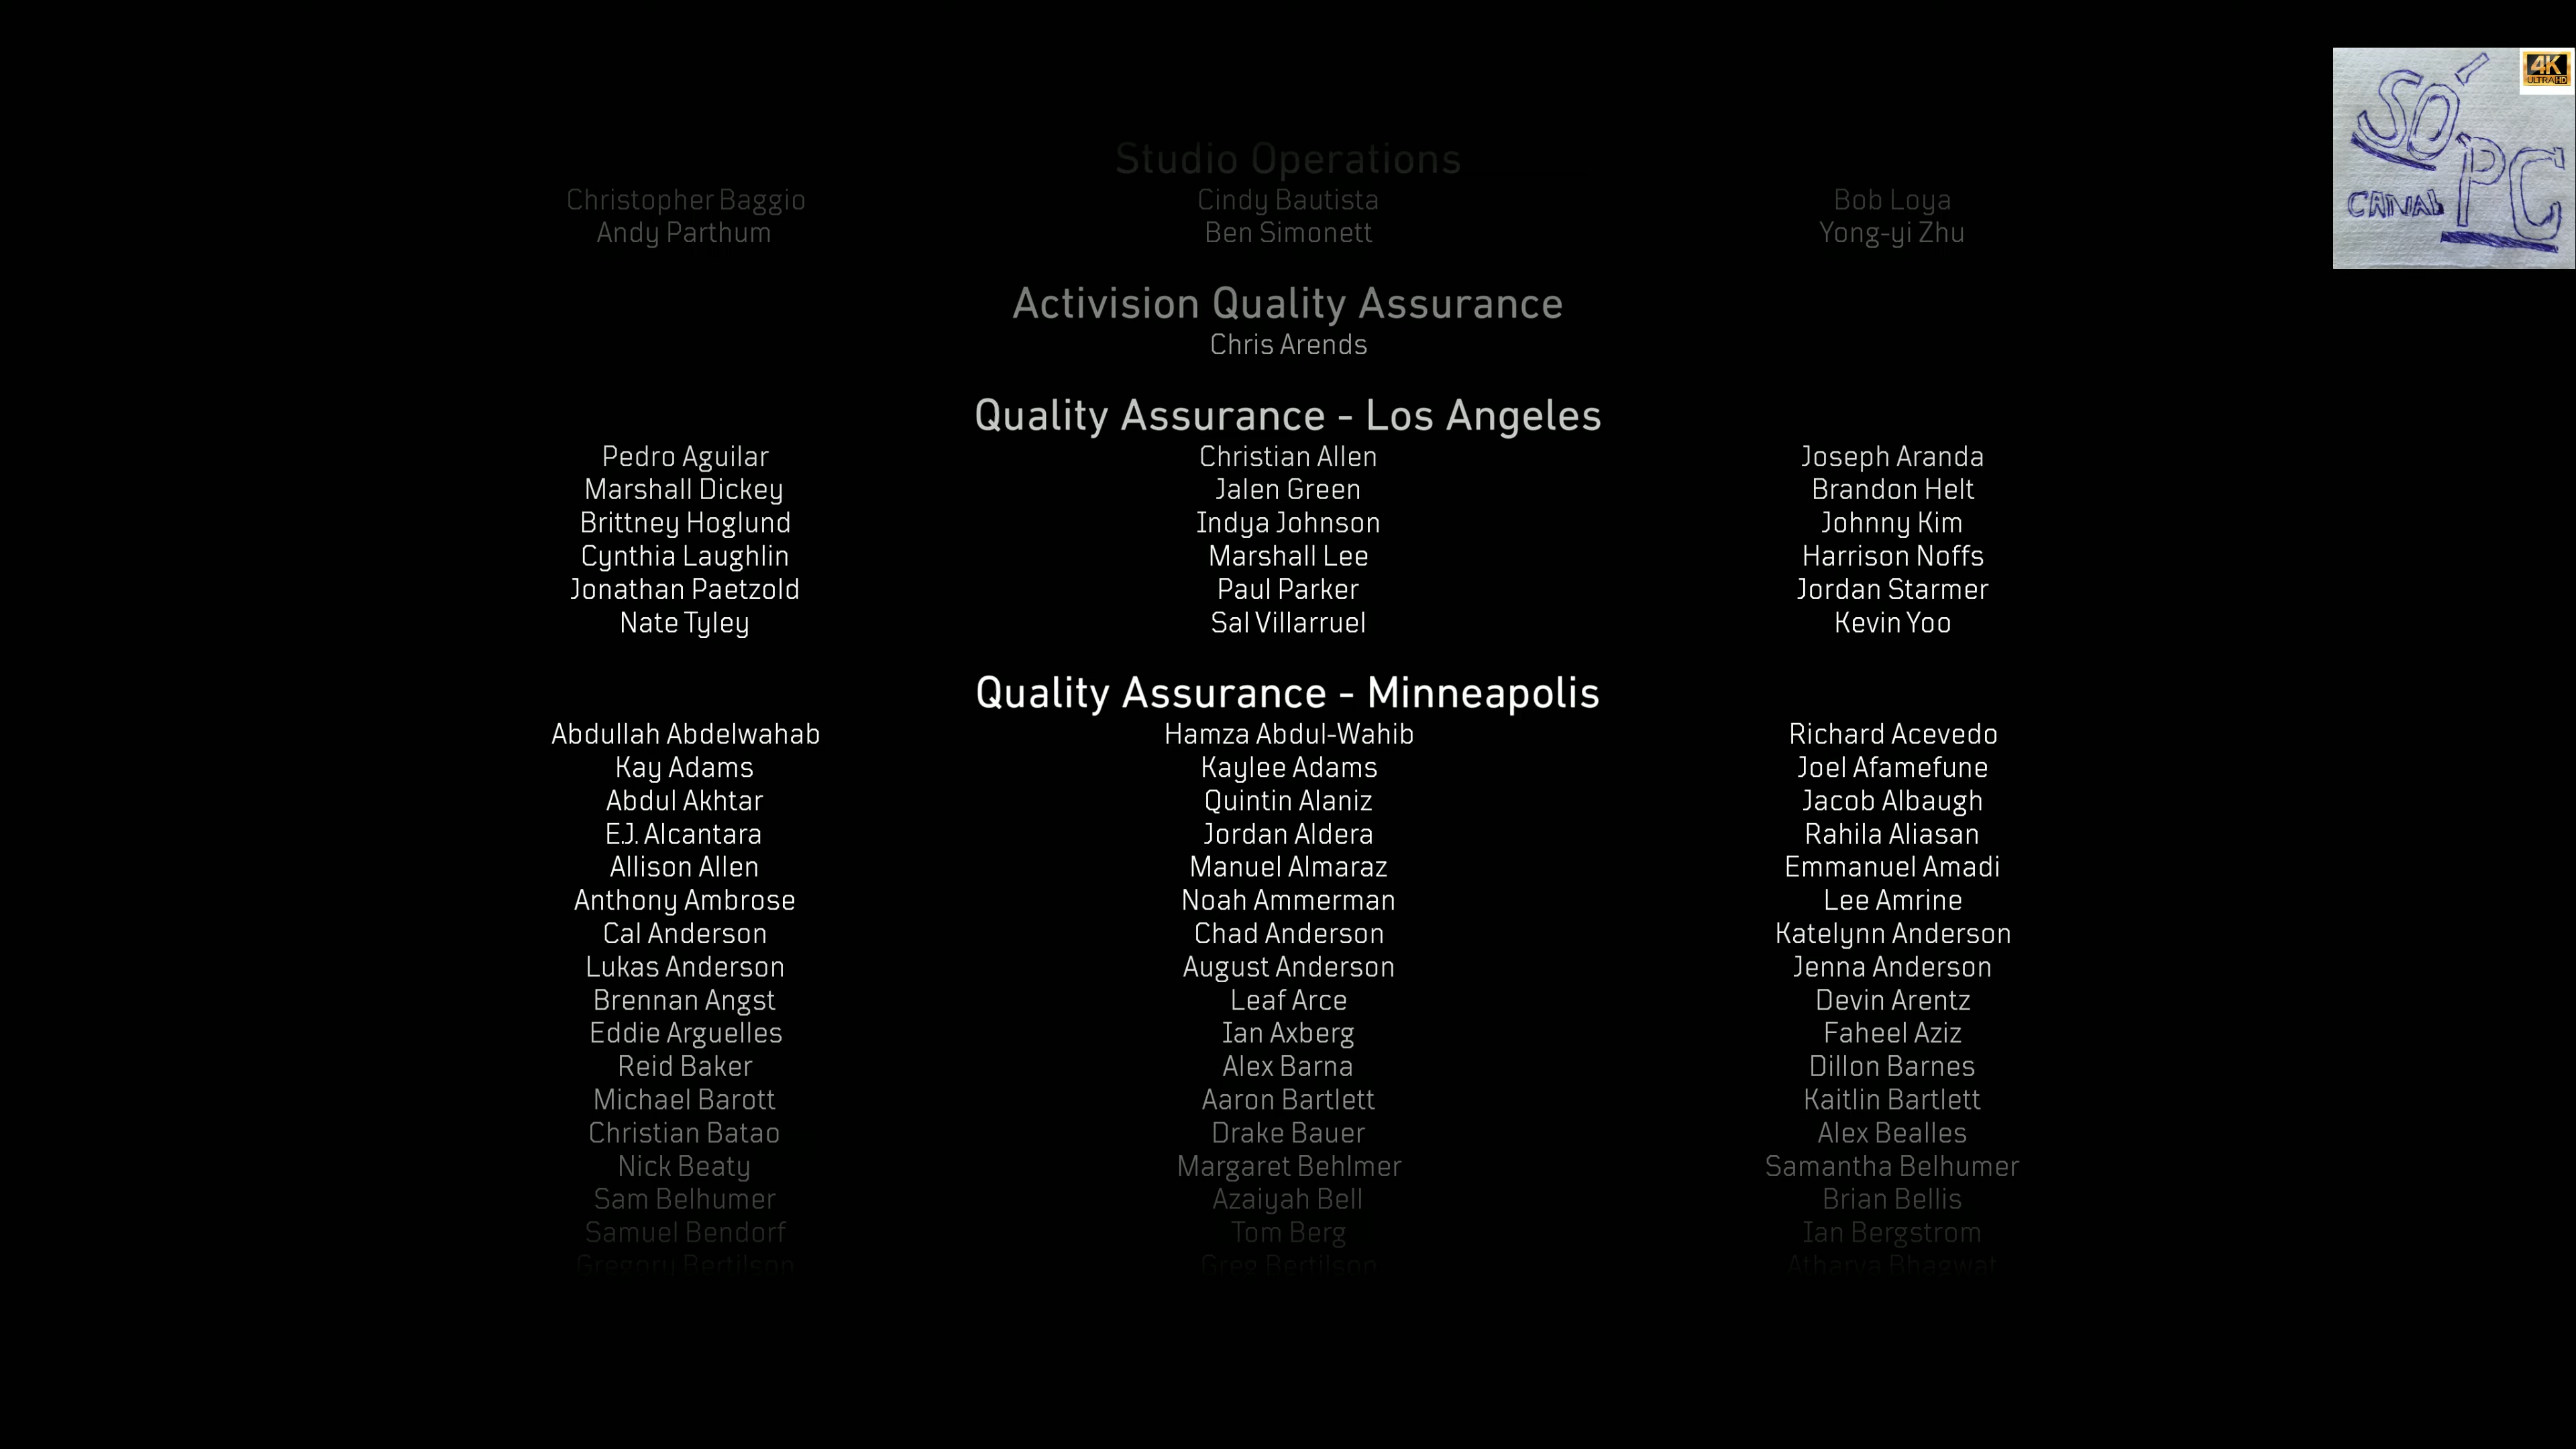 Studio Operations
Christopher Baggio Cindy Bautista Bob Loya
Andy Parthum Ben Simonett Yong-yi Zhu
Activision Quality Assurance
Chris Arends
Quality Assurance - Los Angeles
Pedro Aguilar Christian Allen Joseph Aranda
Marshall Dickey Jalen Green Brandon Helt
Brittney Hoglund Indya Johnson Johnny Kim
Cynthia Laughlin Marshall Lee Harrison Noffs
Jonathan Paetzold Paul Parker Jordan Starmer
Nate Tyley Sal Villarruel Kevin Yoo
Quality Assurance - Minneapolis
Abdullah Abdelwahab Hamza Abdul-Wahib Richard Acevedo
Kay Adams Kaylee Adams Joel Afamefune
Abdul Akhtar Quintin Alaniz Jacob Albaugh
E.J. Alcantara Jordan Aldera Rahila Aliasan
Allison Allen Manuel Almaraz Emmanuel Amadi
Anthony Ambrose Noah Ammerman Lee Amrine
Cal Anderson Chad Anderson Katelynn Anderson
Lukas Anderson August Anderson Jenna Anderson
Brennan Angst Leaf Arce Devin Arentz
Eddie Arguelles Ian Axberg Faheel Aziz
Reid Baker Alex Barna Dillon Barnes
Michael Barott Aaron Bartlett Kaitlin Bartlett
Christian Batao Drake Bauer Alex Bealles
Nick Beaty Margaret Behlmer Samantha Belhumer
Sam Belhumer Azaiyah Bell Brian Bellis
Samuel Bendorf Tom Berg Ian Bergstrom
Gregory Bertilson Greg Bertilson Atharva Bhagwat
SÓ
CANAL PC
4K
ULTRA HD